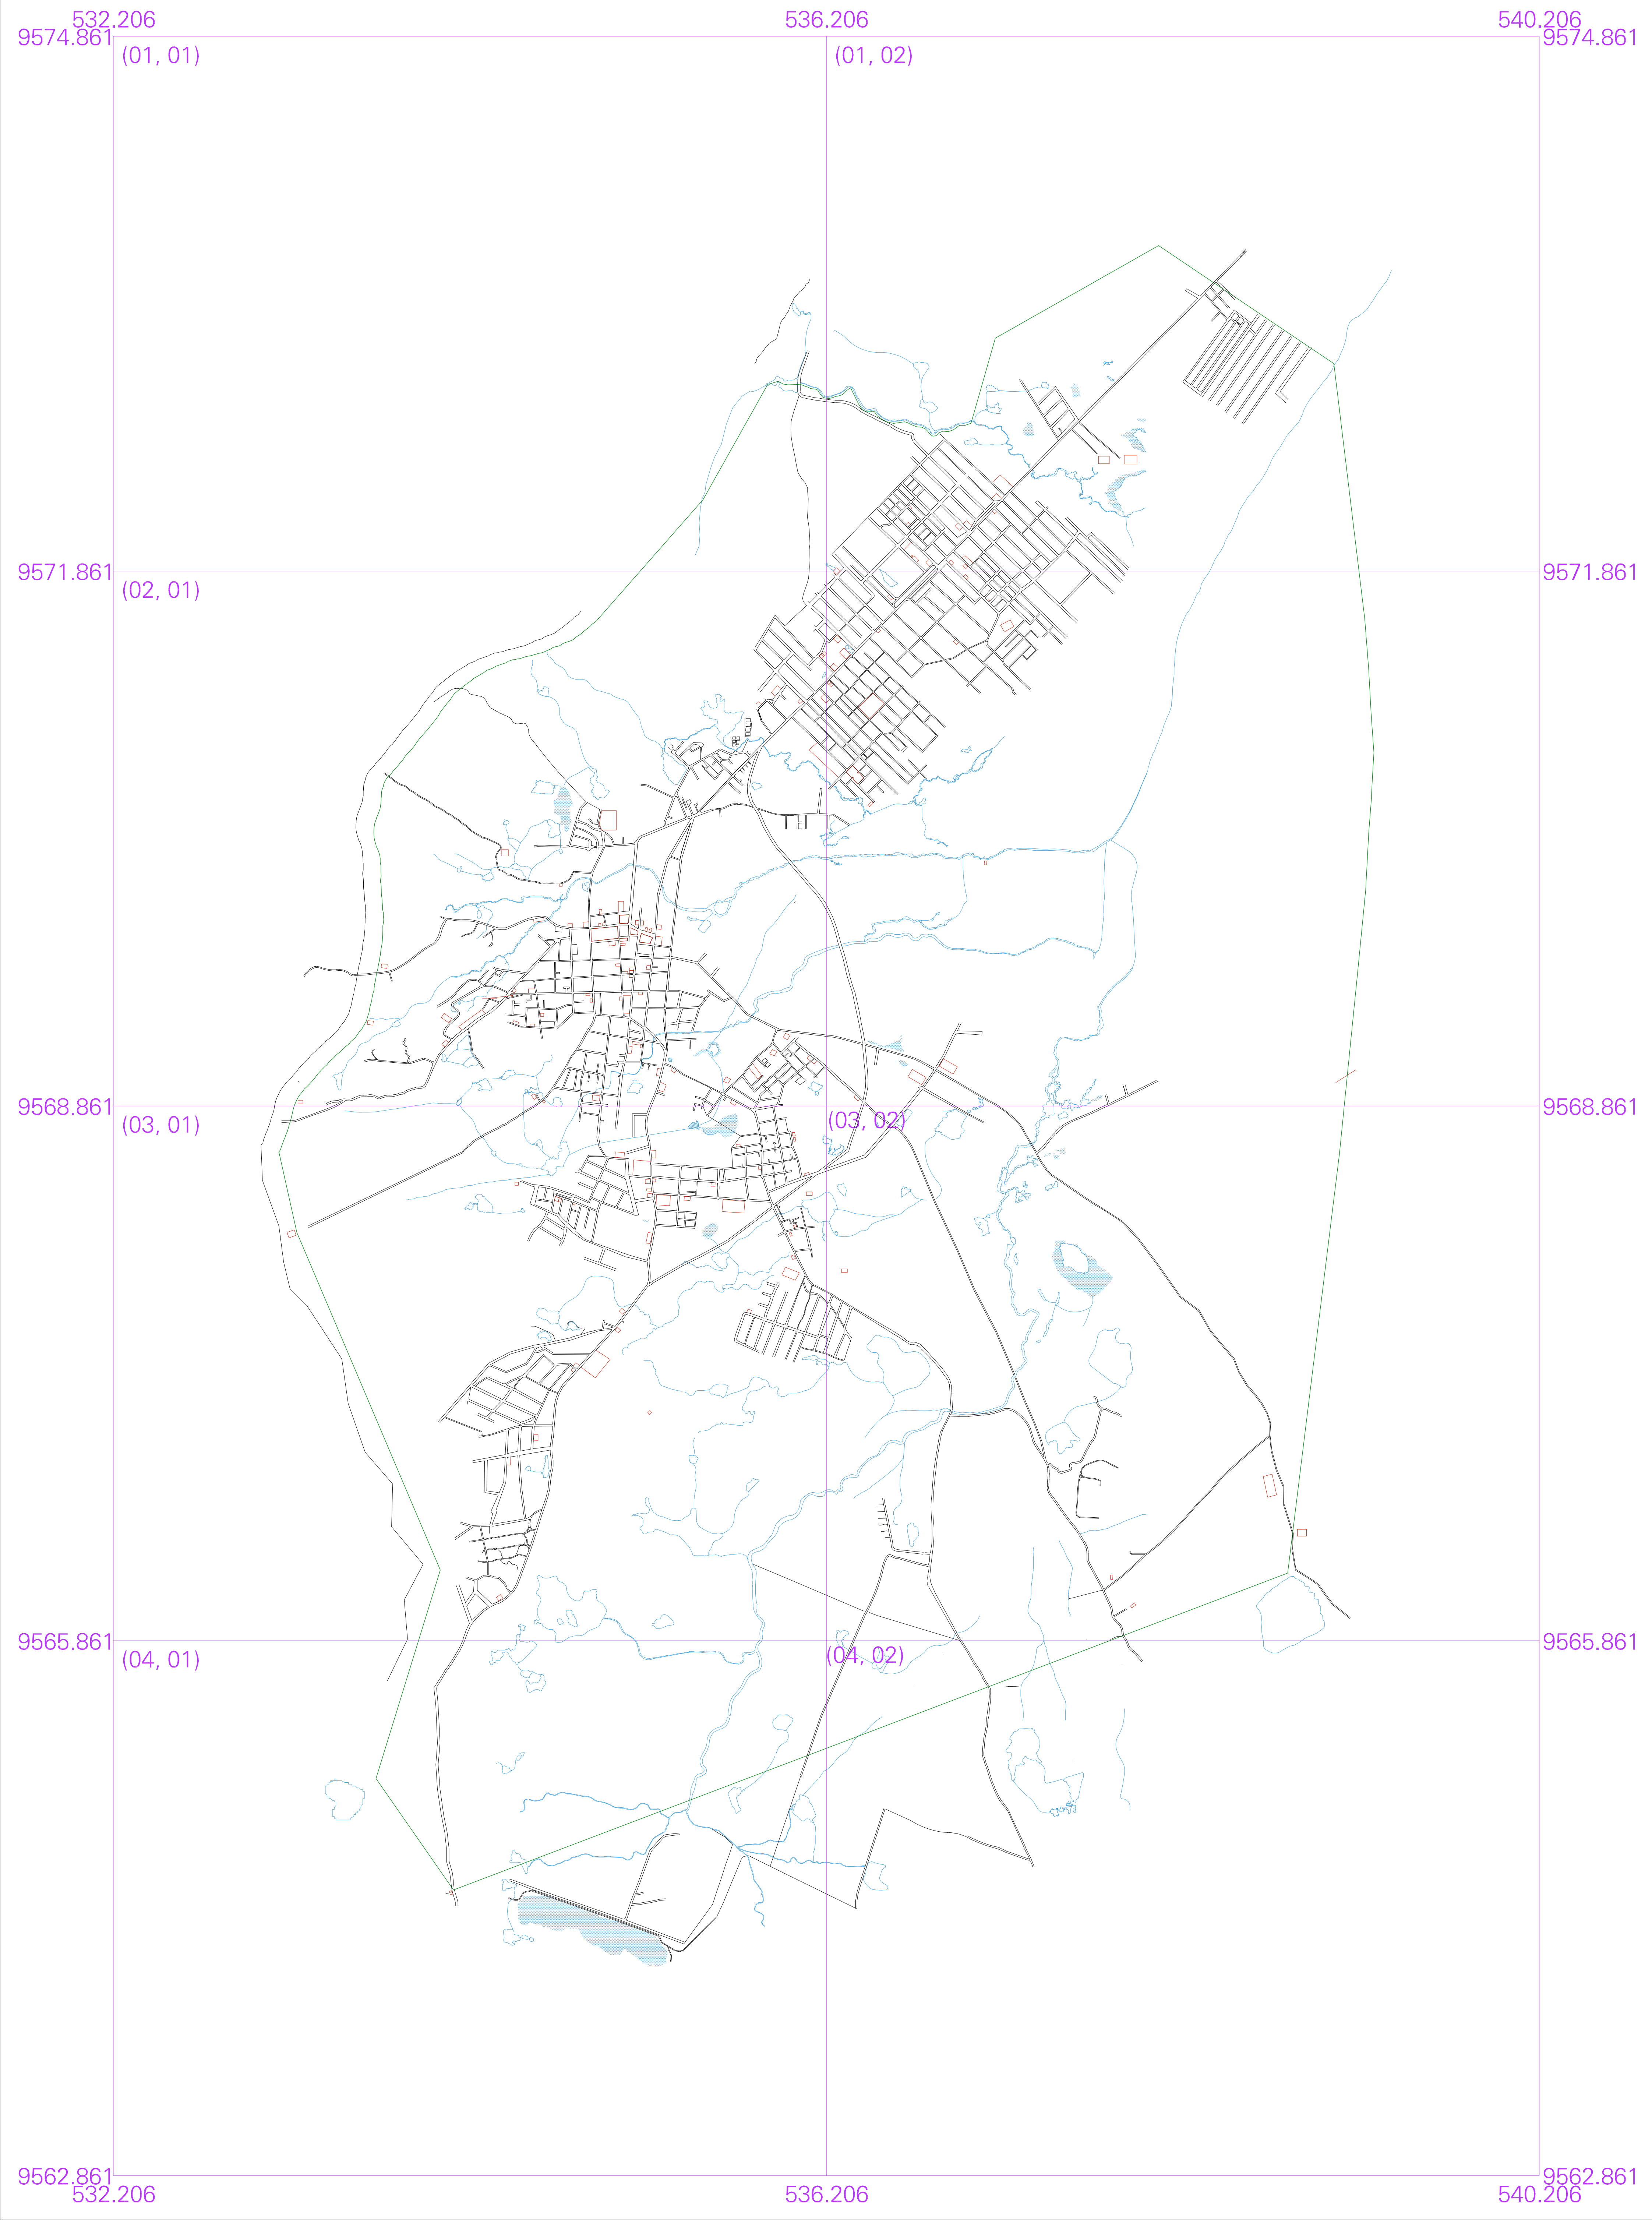 532.206 536.206 540.206
9574.861 9574.861
(01, 01) (01, 02)
9571.861 9571.861
(02, 01)
9568.861 9568.861
(03, 01) (03, 02)
9565.861 9565.861
(04, 01) (04, 02)
9562.861 9562.861
532.206 536.206 540.206